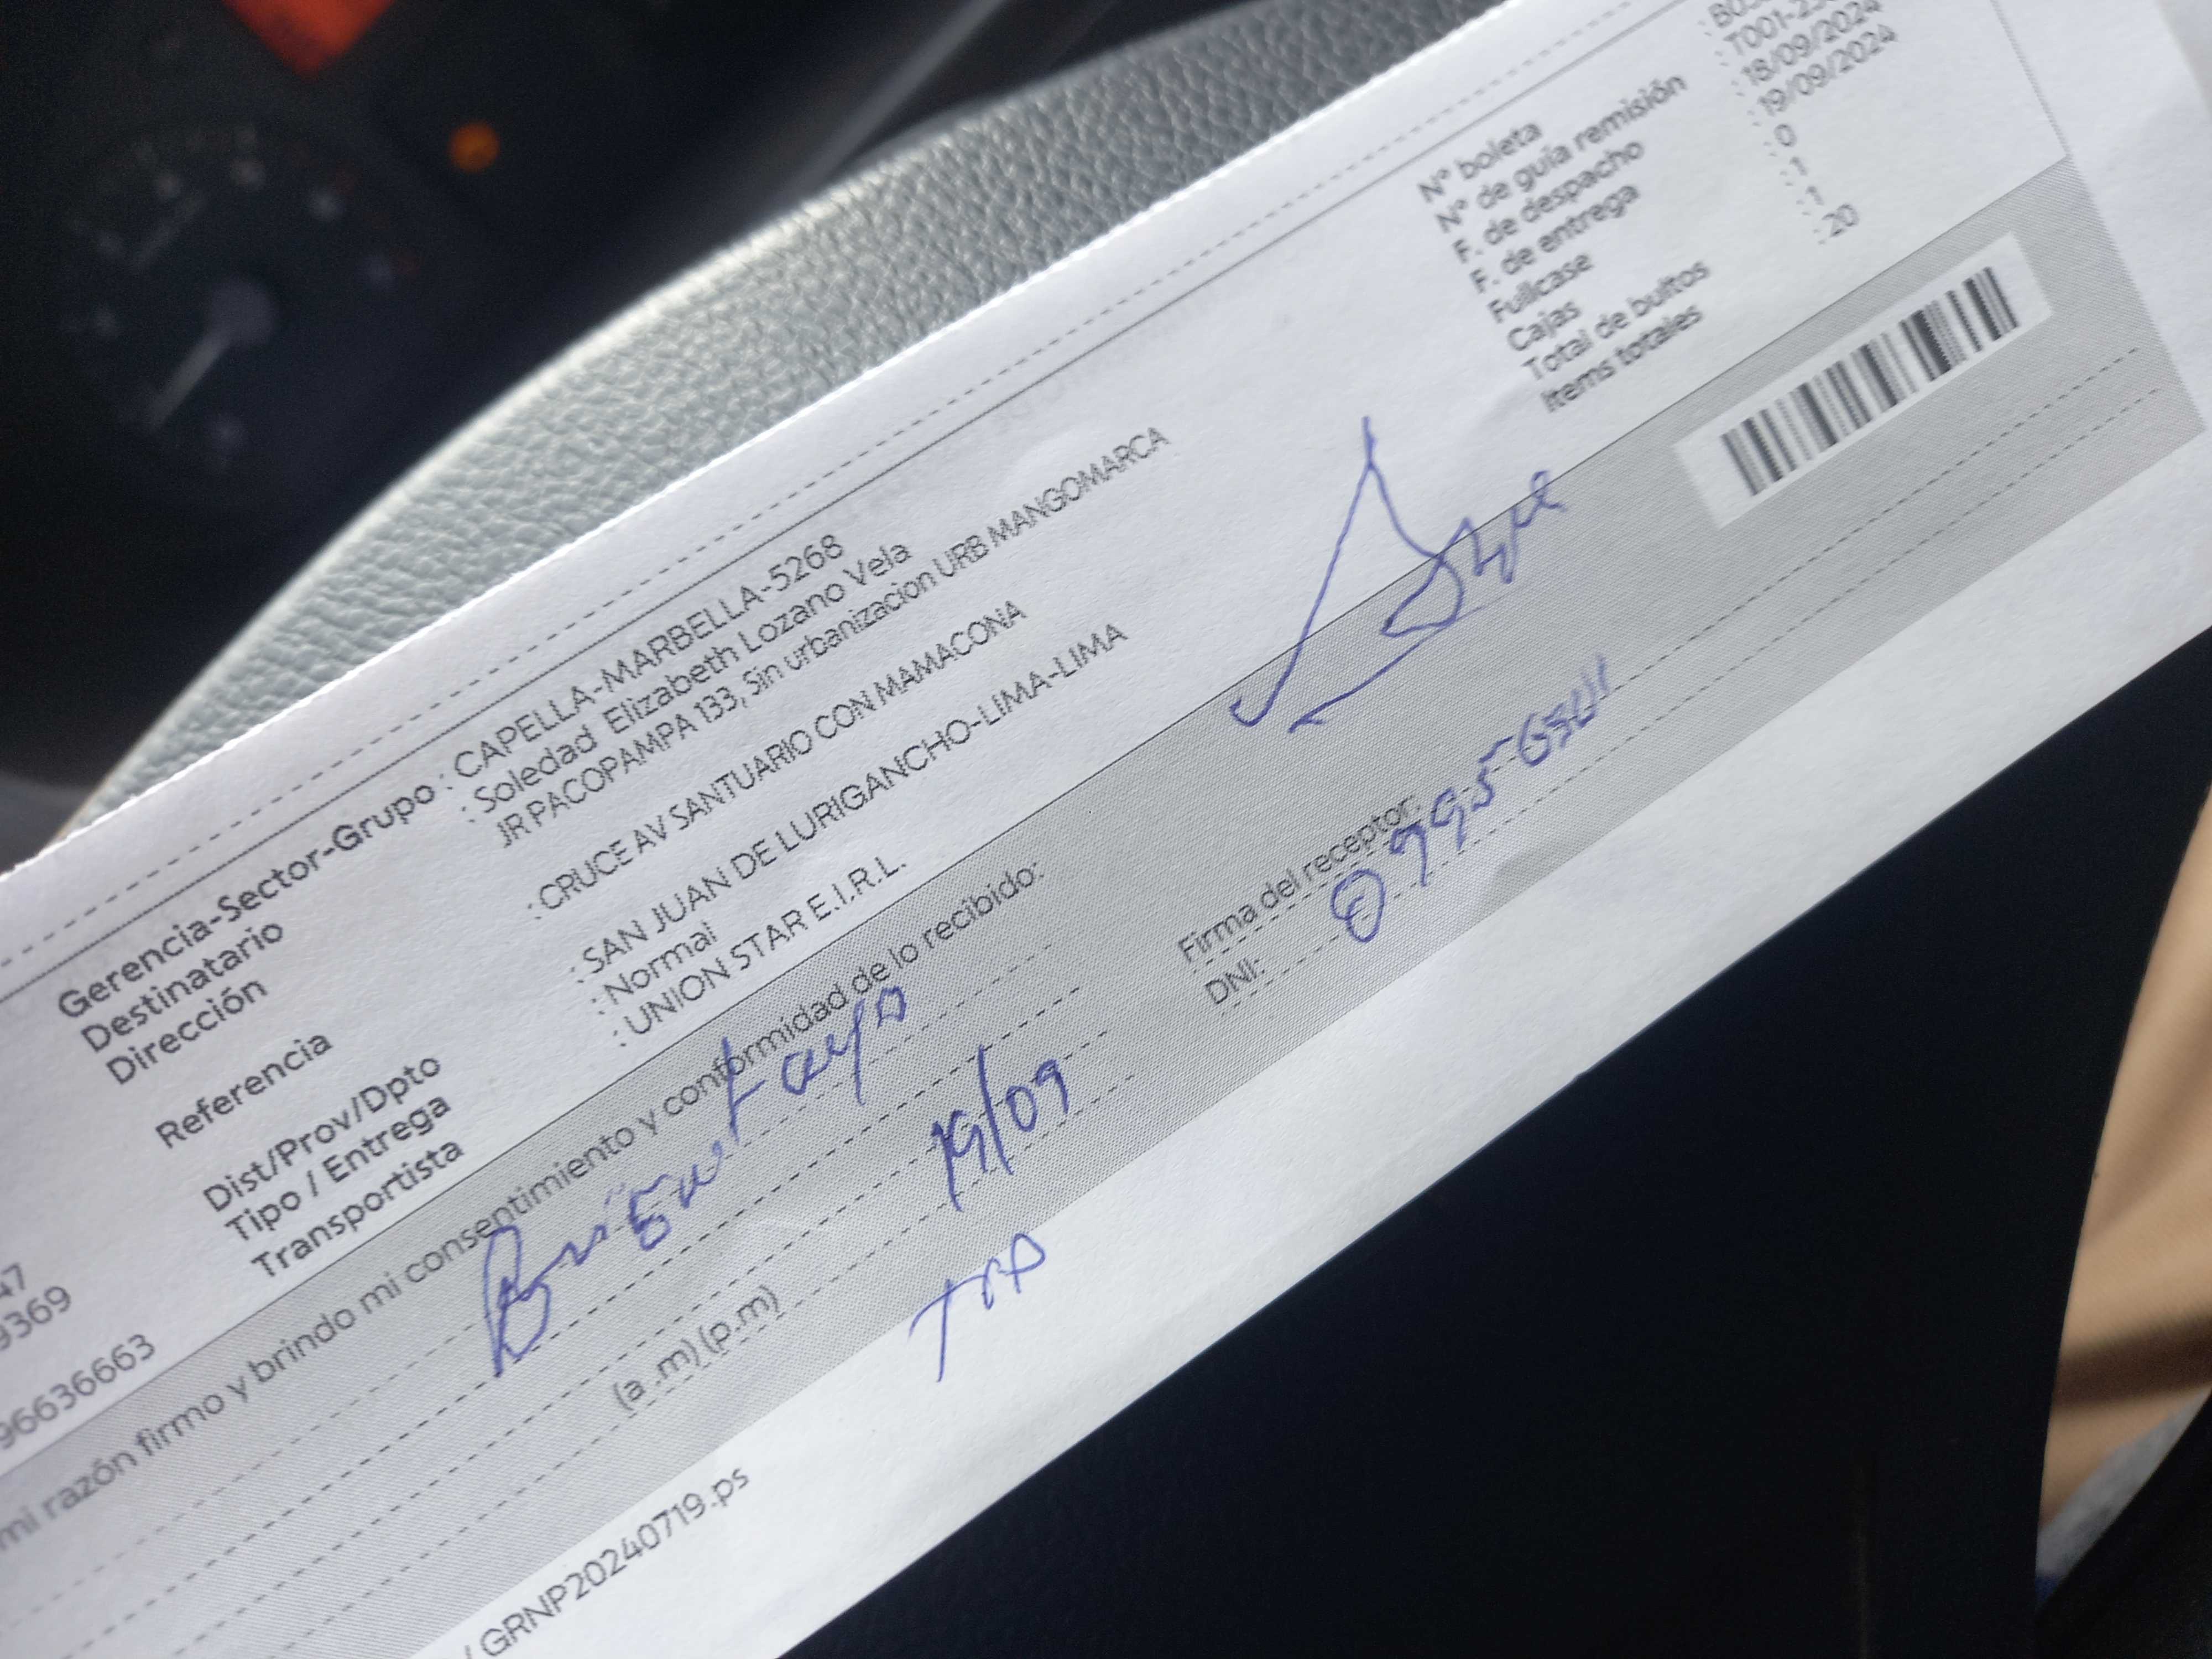 Gerencia-Sector-Grupo : CAPELLA-MARBELLA-5268
Destinatario : Soledad Elizabeth Lozano Vela
Dirección JR PACOPAMPA 133, Sin urbanizacion URB MANGOMARCA
Referencia : CRUCE AV SANTUARIO CON MAMACONA
Dist/Prov/Dpto : SAN JUAN DE LURIGANCHO-LIMA-LIMA
Tipo / Entrega : Normal
Transportista : UNION STAR E.I.R.L.
N° boleta
N° de guía remisión : T001-
F. de despacho : 18/09/2024
F. de entrega : 19/09/2024
Fullcase : 0
Cajas : 1
Total de bultos : 1
Items totales : 20
47
9369
96636663
mi razón firmo y brindo mi consentimiento y conformidad de lo recibido:
19/09
(a .m) (p.m)
Firma del receptor:
DNI:
/ GRNP20240719.ps